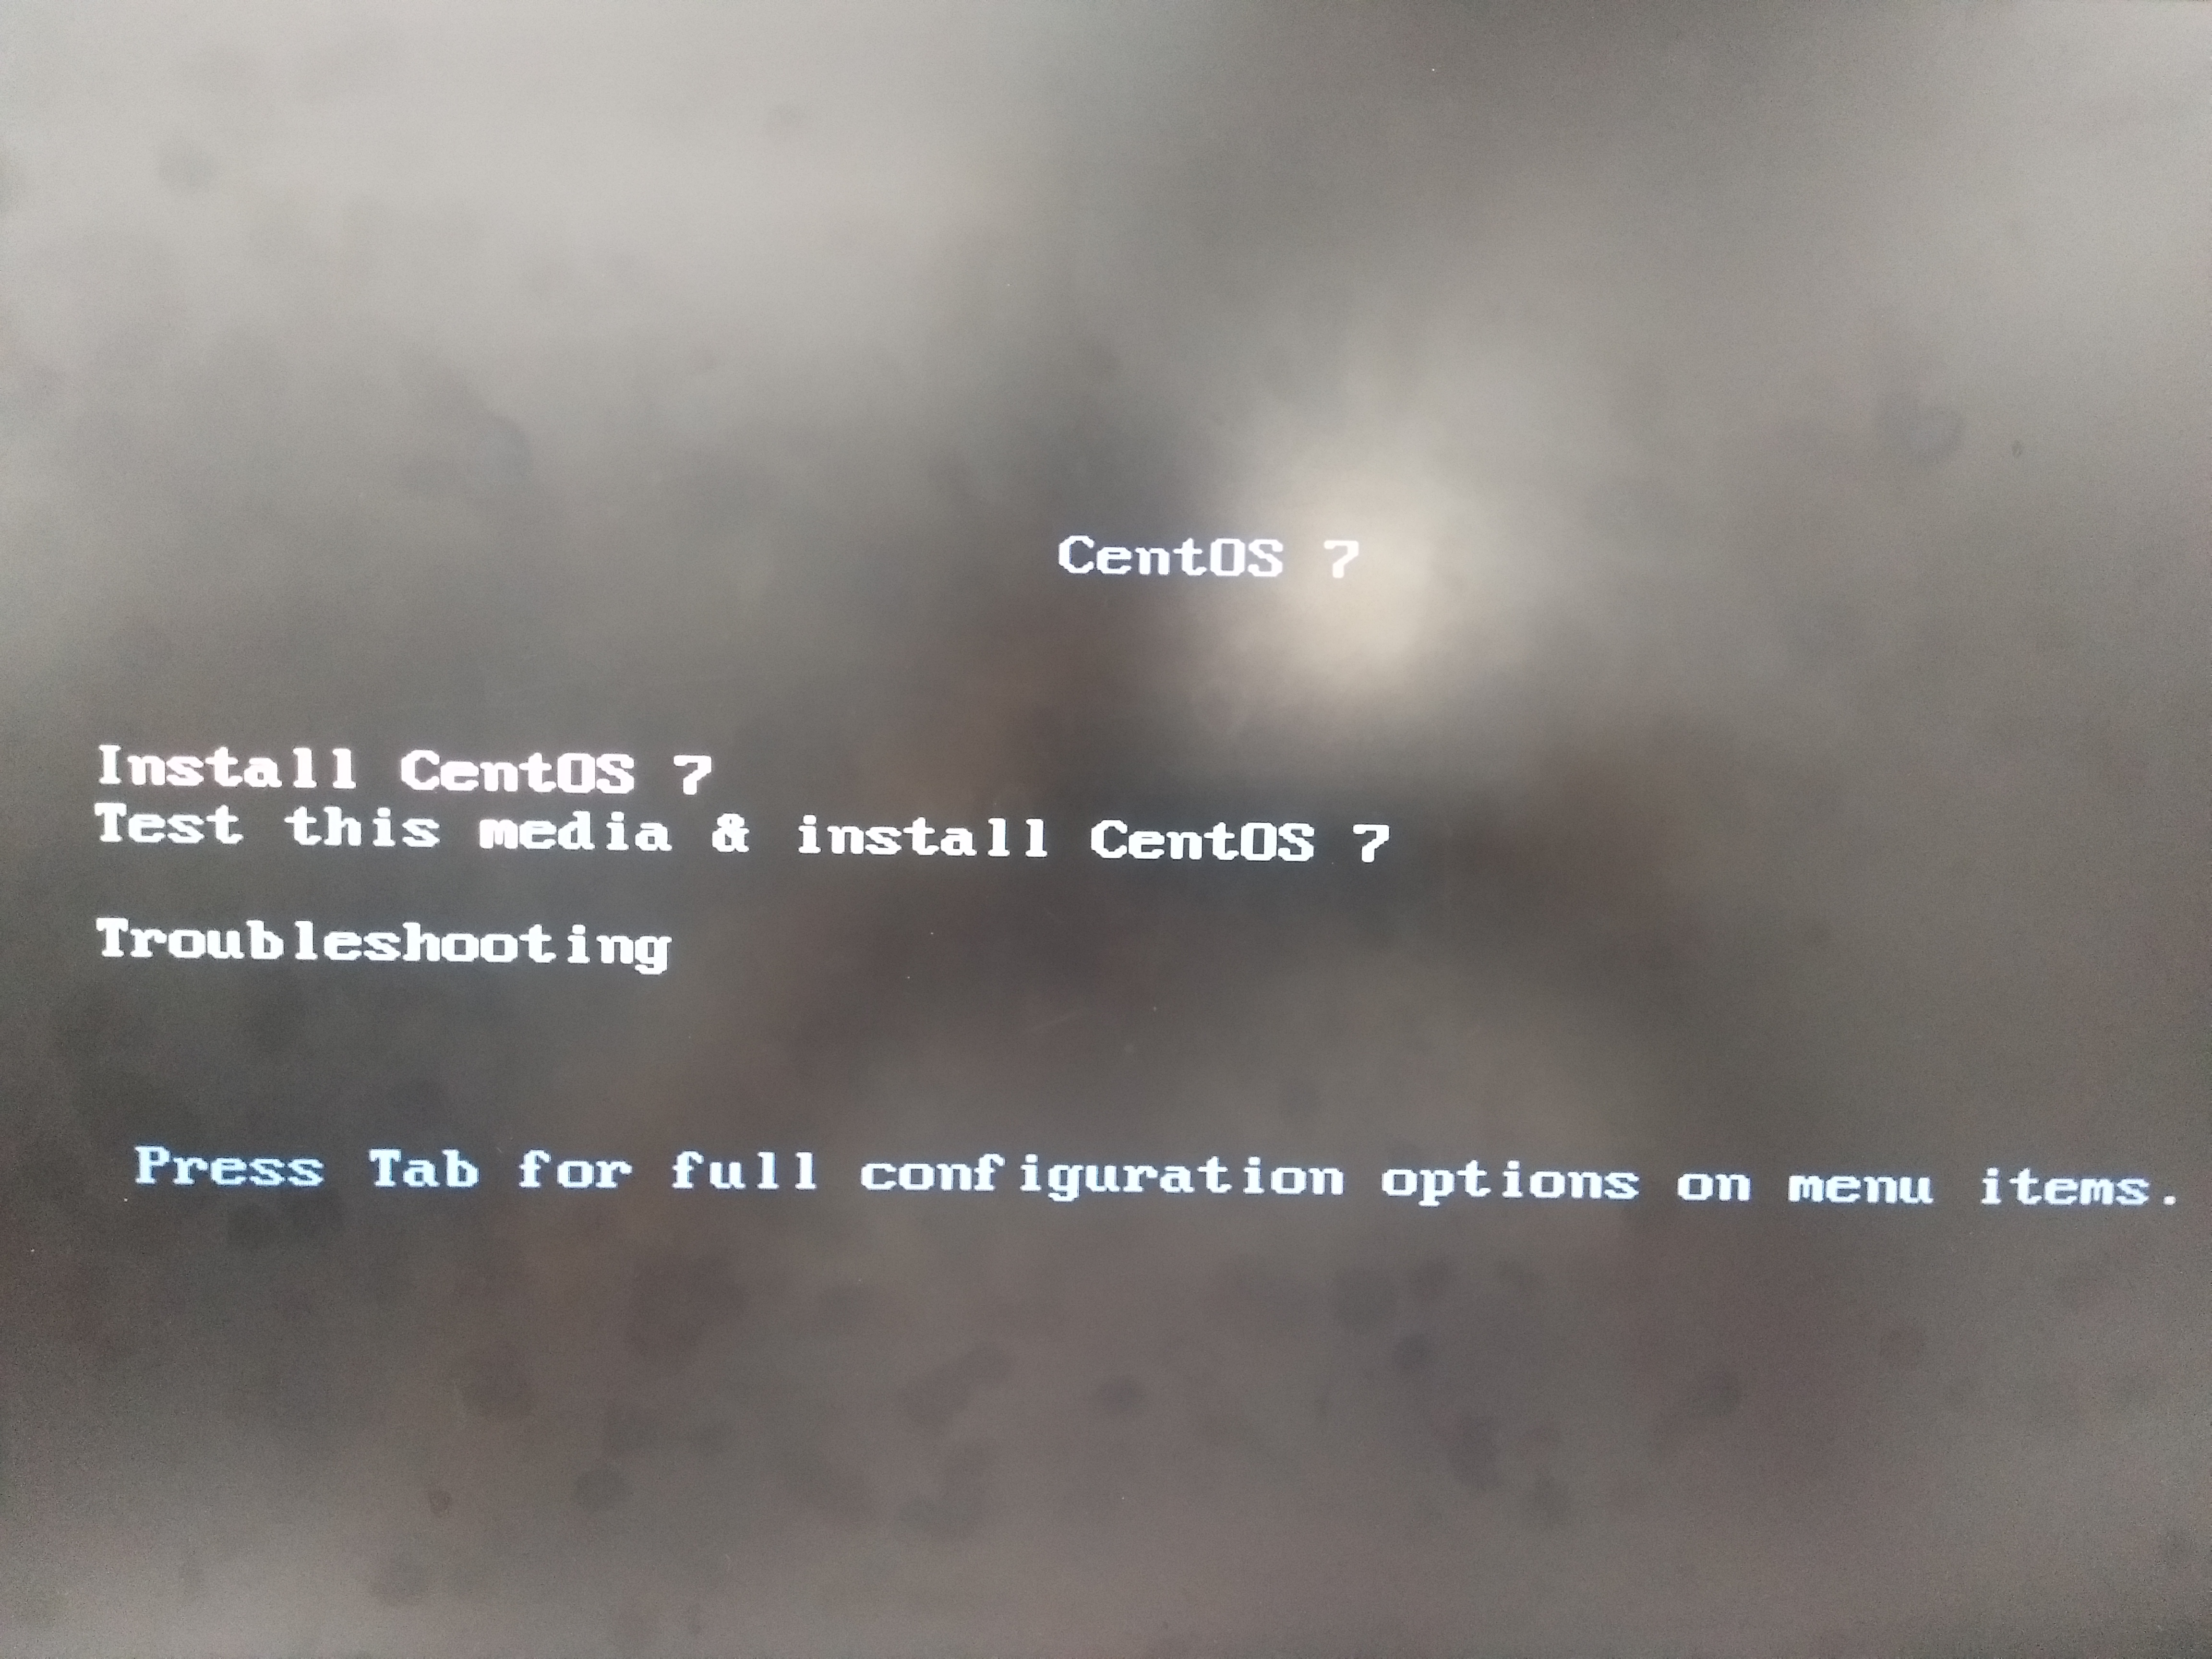 CentOS 7
Install CentOS 7
Test this media & install CentOS 7
Troubleshooting
Press Tab for full configuration options on menu items.